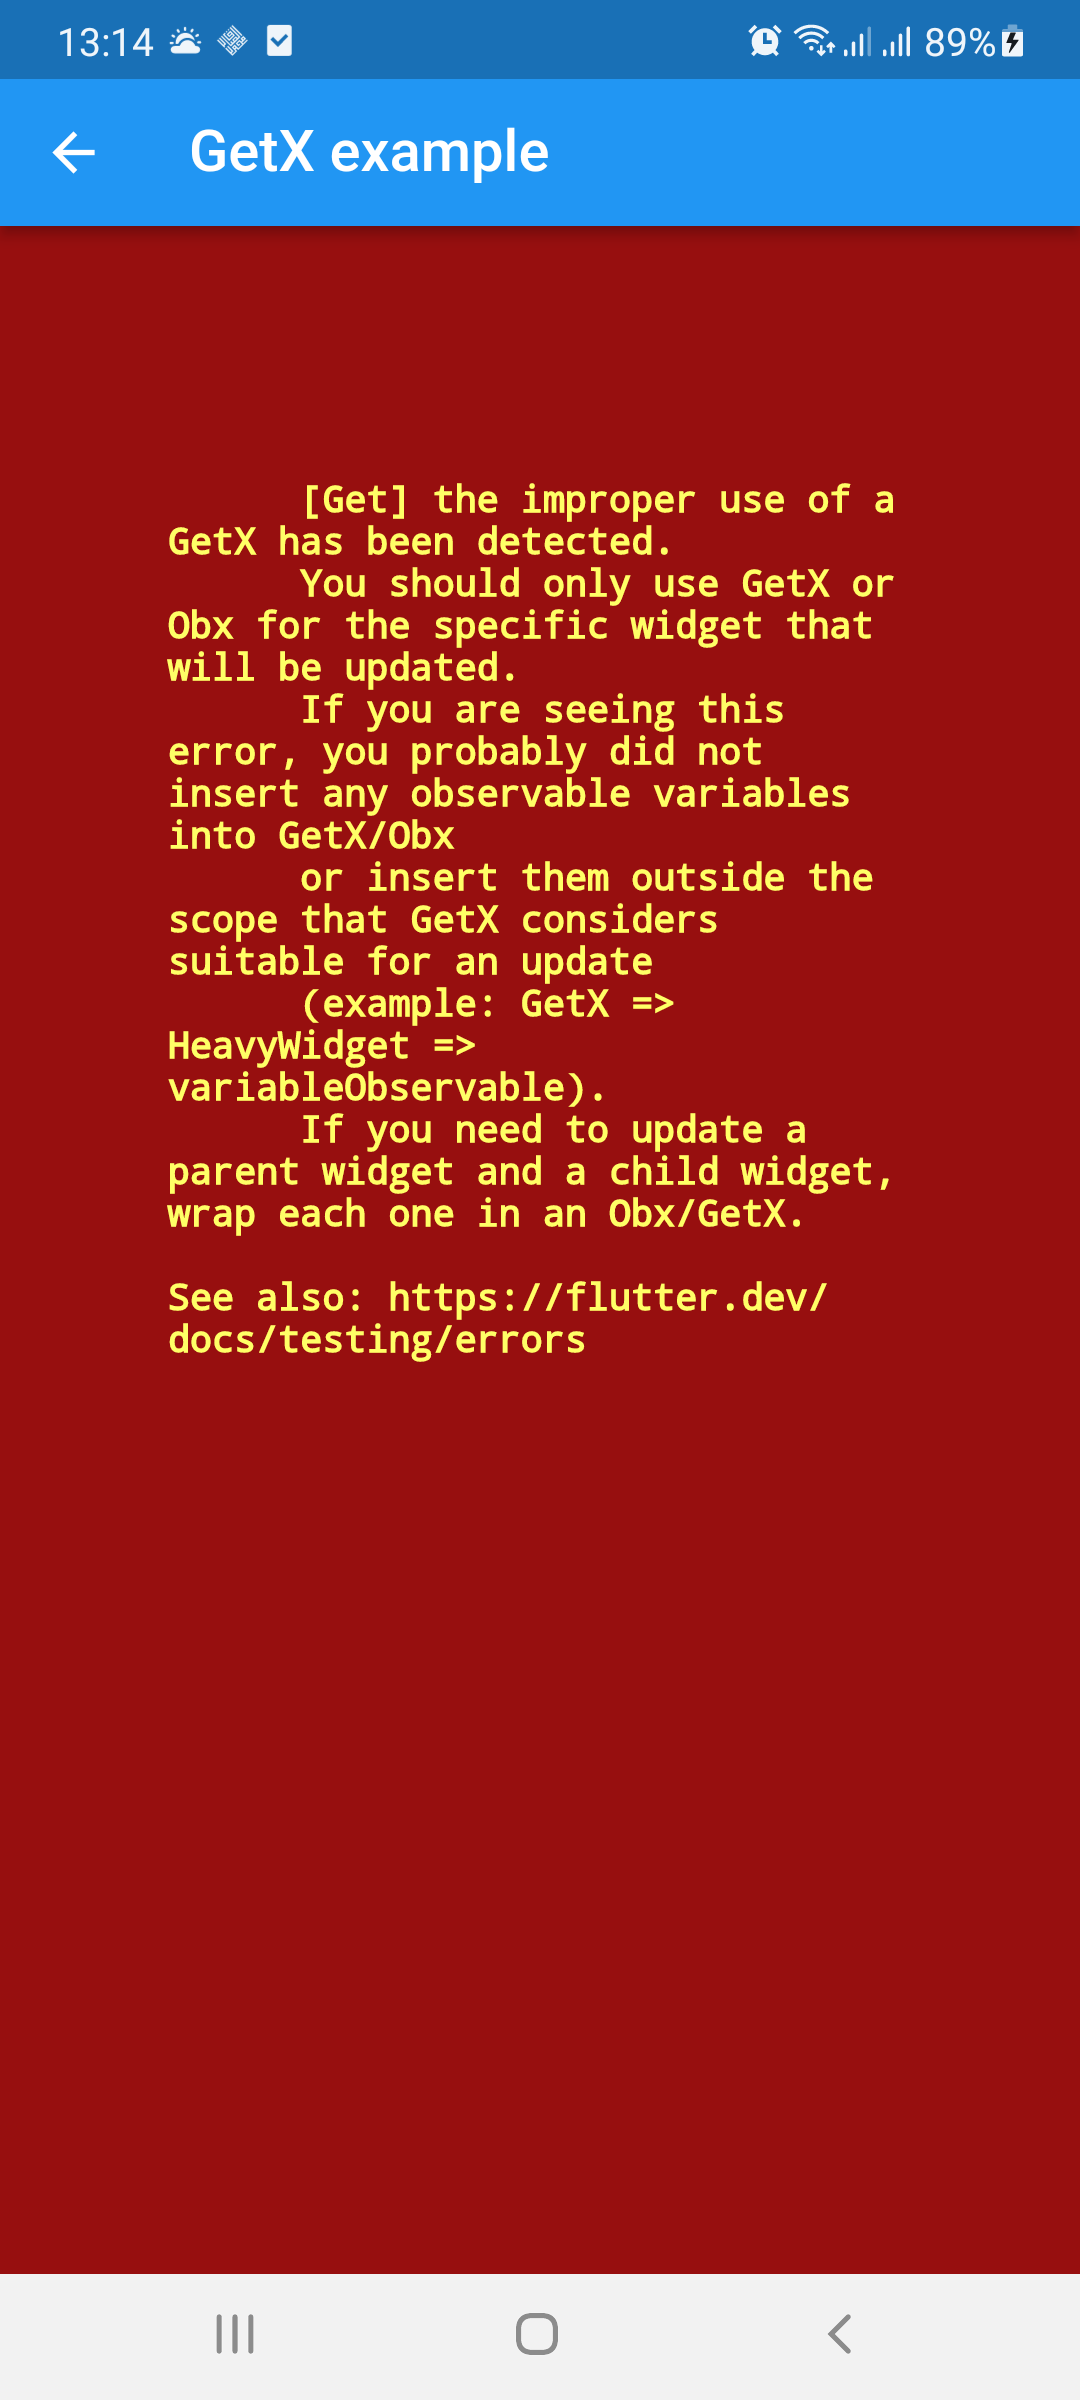 13:14 89%
GetX example
[Get] the improper use of a
GetX has been detected.
You should only use GetX or
Obx for the specific widget that
will be updated.
If you are seeing this
error, you probably did not
insert any observable variables
into GetX/Obx
or insert them outside the
scope that GetX considers
suitable for an update
(example: GetX =>
HeavyWidget =>
variableObservable).
If you need to update a
parent widget and a child widget,
wrap each one in an Obx/GetX.
See also: https://flutter.dev/
docs/testing/errors